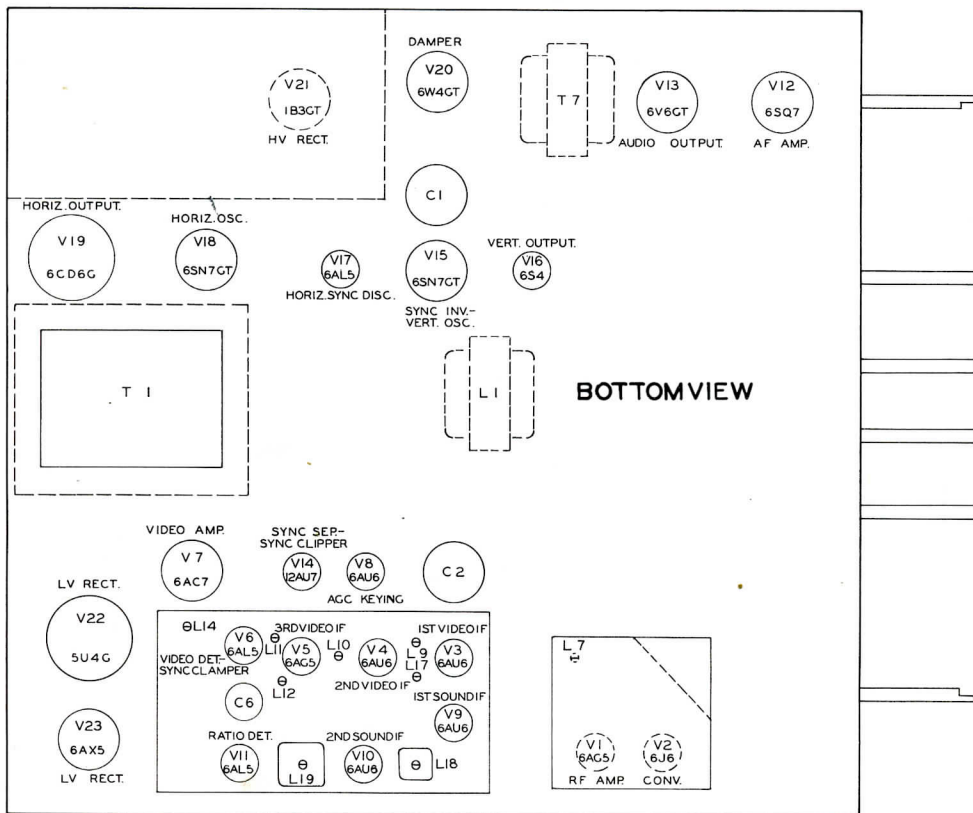 DAMPER
V20
6W4GT
V21
1B3GT
HV RECT.
T 7
V13
6V6GT
AUDIO OUTPUT.
V12
6SQ7
AF AMP.
C1
HORIZ. OUTPUT.
V19
6CD6G
HORIZ. OSC.
V18
6SN7GT
V17
6AL5
HORIZ. SYNC DISC.
V15
6SN7GT
SYNC INV.-
VERT. OSC.
VERT. OUTPUT.
V16
6S4
T 1
L1
BOTTOM VIEW
VIDEO AMP.
V7
6AC7
SYNC SEP.-
SYNC CLIPPER
V14
12AU7
V8
6AU6
AGC KEYING
C2
LV RECT.
V22
5U4G
L14
V6
6AL5
VIDEO DET.-
SYNC CLAMPER
L11
3RD VIDEO IF
V5
6AG5
L12
L10
V4
6AU6
2ND VIDEO IF
L9
L17
1ST VIDEO IF
V3
6AU6
C6
1ST SOUND IF
V9
6AU6
V23
6AX5
LV RECT.
RATIO DET.
V11
6AL5
L19
2ND SOUND IF
V10
6AU6
L18
L7
V1
6AG5
RF AMP.
V2
6J6
CONV.